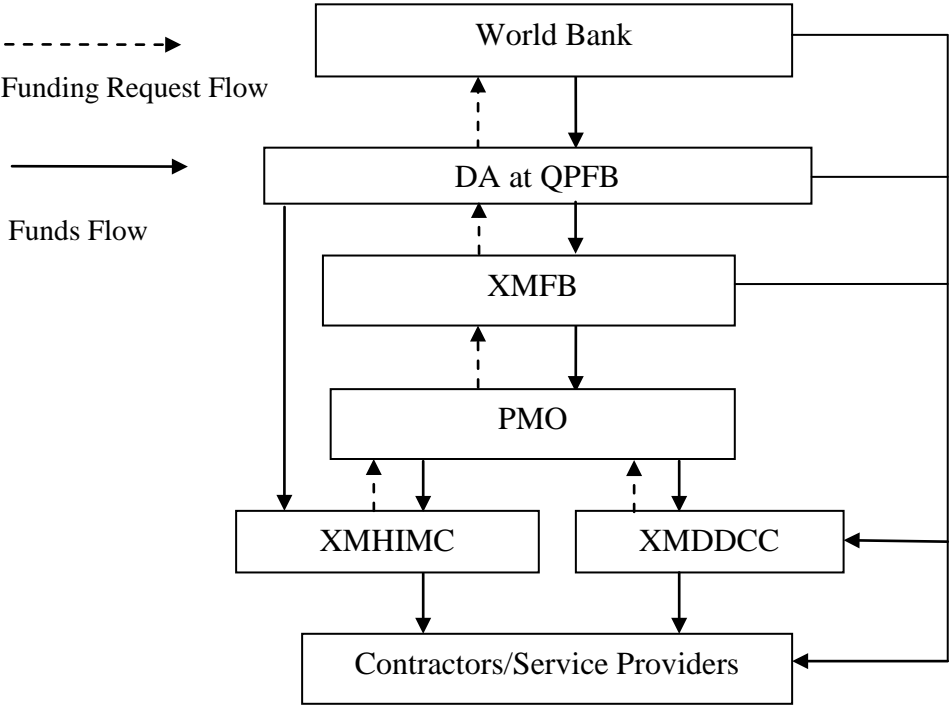 World Bank
Funding Request Flow
DA at QPFB
Funds Flow
XMFB
PMO
XMHIMC
XMDDCC
Contractors/Service Providers